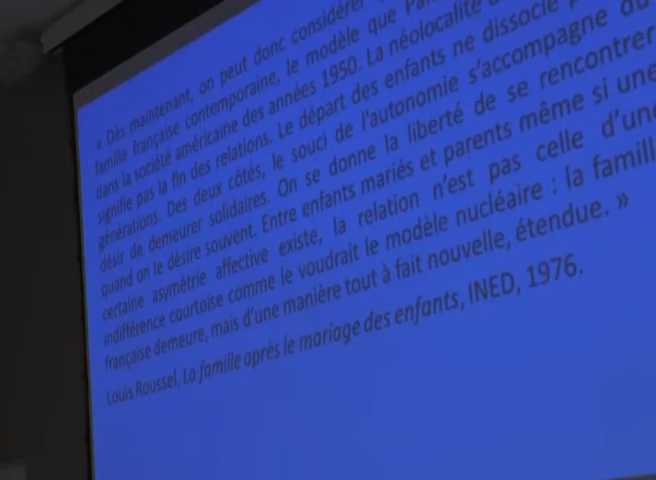 « Dès maintenant, on peut donc considérer
famille française contemporaine, le modèle que
dans la société américaine des années 1950. La néolocalité
signifie pas la fin des relations. Le départ des enfants ne dissocie
générations. Des deux côtés, le souci de l'autonomie s'accompagne du
désir de demeurer solidaires. On se donne la liberté de se rencontrer
quand on le désire souvent. Entre enfants mariés et parents même si une
certaine asymétrie affective existe, la relation n'est pas celle d'une
indifférence courtoise comme le voudrait le modèle nucléaire : la famille
française demeure, mais d'une manière tout à fait nouvelle, étendue. »
Louis Roussel, La famille après le mariage des enfants, INED, 1976.